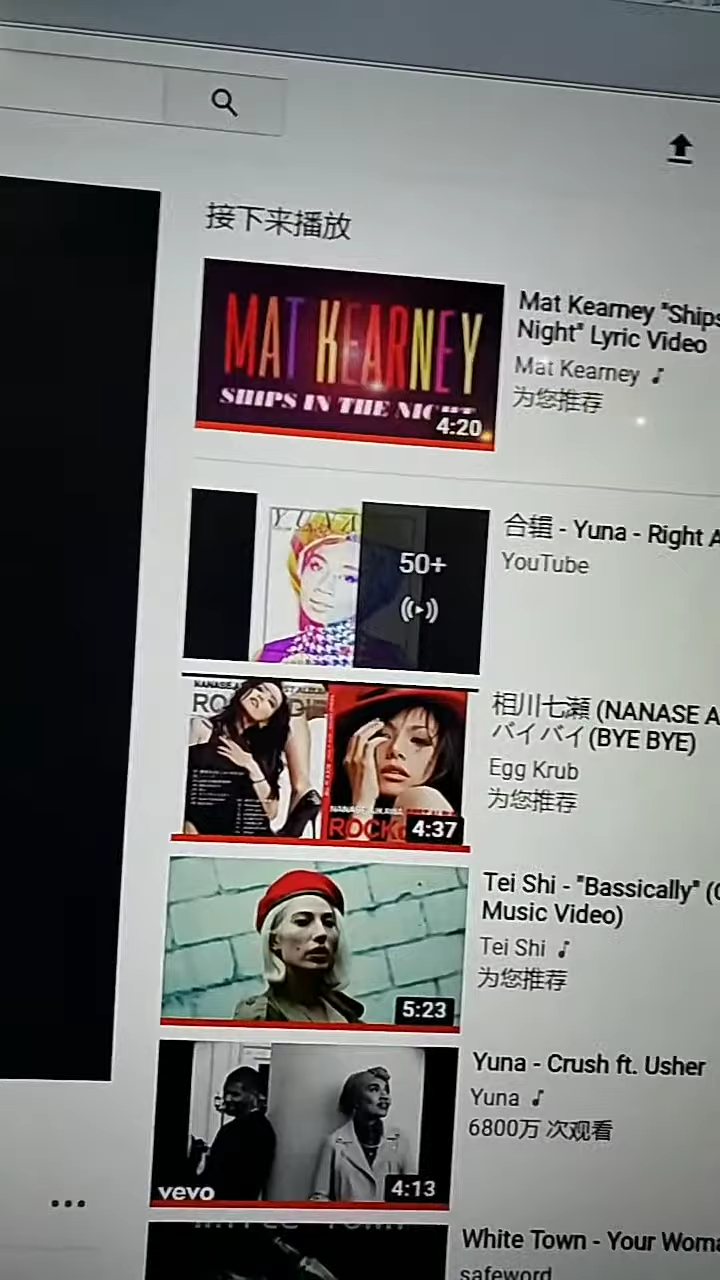 接下来播放
MAT KEARNEY
SHIPS IN THE
4:20
Mat Kearney "Ships
Night" Lyric Video
Mat Kearney
为您推荐
YUNA
50+
合辑 - Yuna - Right A
YouTube
NANASE
ROCK
4:37
相川七瀬 (NANASE A
バイバイ(BYE BYE)
Egg Krub
为您推荐
5:23
Tei Shi - "Bassically" (
Music Video)
Tei Shi
为您推荐
vevo
4:13
Yuna - Crush ft. Usher
Yuna
6800万 次观看
White Town - Your Woma
safeword